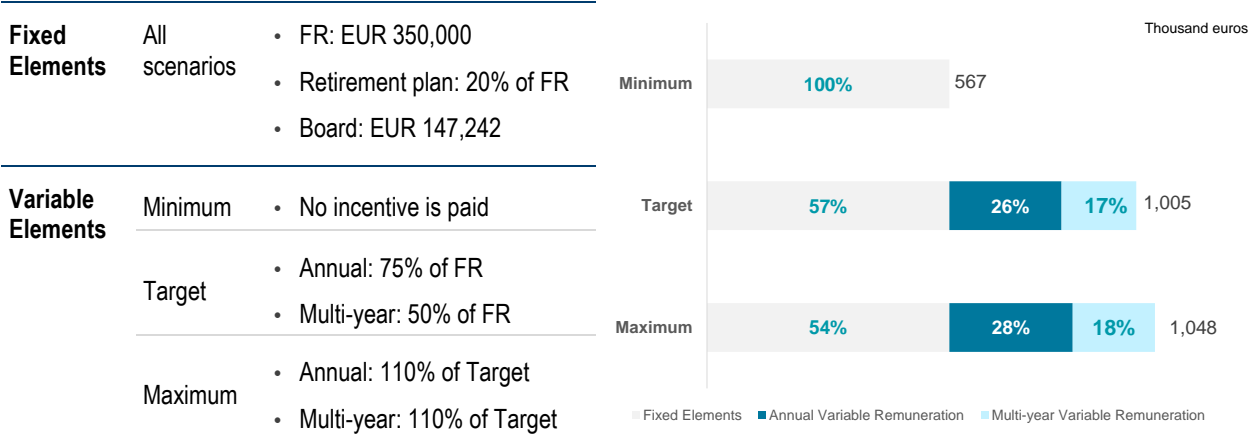 Fixed Elements
All scenarios
• FR: EUR 350,000
• Retirement plan: 20% of FR
• Board: EUR 147,242
Variable Elements
Minimum
• No incentive is paid
Target
• Annual: 75% of FR
• Multi-year: 50% of FR
Maximum
• Annual: 110% of Target
• Multi-year: 110% of Target
Thousand euros
Minimum 100% 567
Target 57% 26% 17% 1,005
Maximum 54% 28% 18% 1,048
Fixed Elements Annual Variable Remuneration Multi-year Variable Remuneration